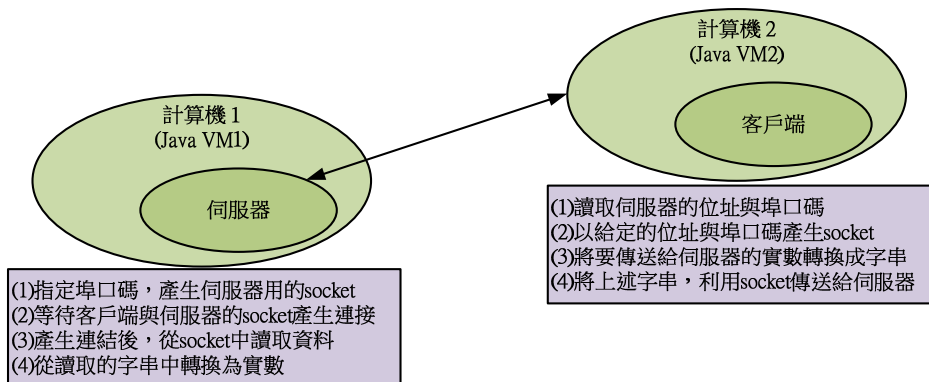 計算機 1
(Java VM1)
伺服器
(1)指定埠口碼，產生伺服器用的socket
(2)等待客戶端與伺服器的socket產生連接
(3)產生連結後，從socket中讀取資料
(4)從讀取的字串中轉換為實數
計算機 2
(Java VM2)
客戶端
(1)讀取伺服器的位址與埠口碼
(2)以給定的位址與埠口碼產生socket
(3)將要傳送給伺服器的實數轉換成字串
(4)將上述字串，利用socket傳送給伺服器